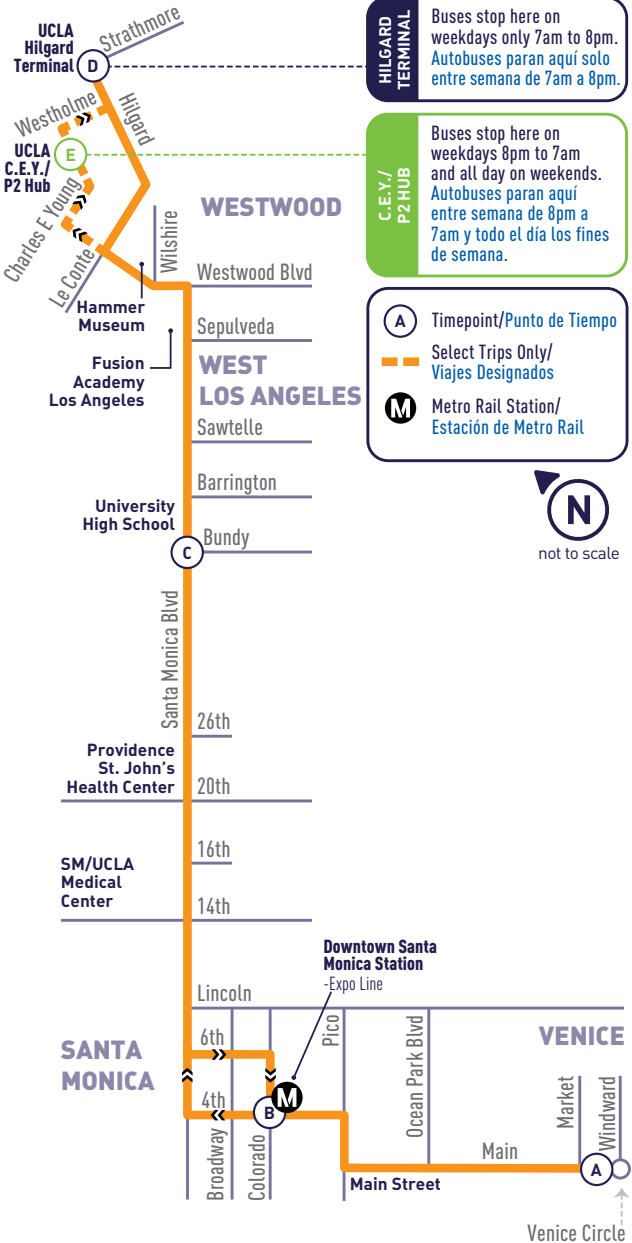 UCLA
Hilgard
Terminal
D
Strathmore
HILGARD
TERMINAL
Buses stop here on
weekdays only 7am to 8pm.
Autobuses paran aquí solo
entre semana de 7am a 8pm.
Westholme
Hilgard
UCLA
C.E.Y./
P2 Hub
E
C.E.Y./
P2 HUB
Buses stop here on
weekdays 8pm to 7am
and all day on weekends.
Autobuses paran aquí
entre semana de 8pm a
7am y todo el día los fines
de semana.
Charles E Young
Le Conte
Wilshire
WESTWOOD
Westwood Blvd
Hammer
Museum
Sepulveda
Fusion
Academy
Los Angeles
WEST
LOS ANGELES
A
Timepoint/Punto de Tiempo
Select Trips Only/
Viajes Designados
M
Metro Rail Station/
Estación de Metro Rail
N
not to scale
Sawtelle
Barrington
University
High School
C
Bundy
Santa Monica Blvd
26th
Providence
St. John's
Health Center
20th
16th
SM/UCLA
Medical
Center
14th
Downtown Santa
Monica Station
-Expo Line
Lincoln
SANTA
MONICA
6th
4th
Broadway
Colorado
B
M
Pico
Ocean Park Blvd
VENICE
Market
Windward
Main
A
Main Street
Venice Circle